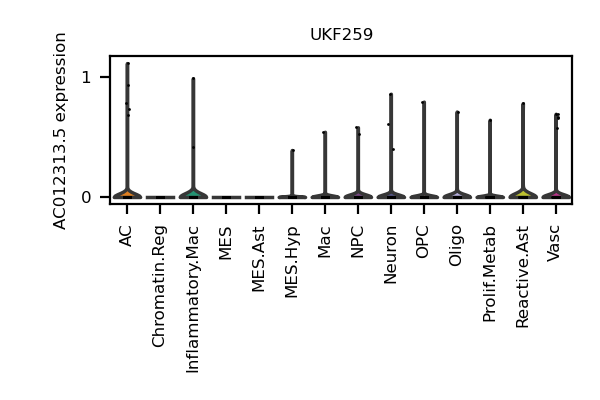 UKF259
AC012313.5 expression
1
0
AC
Chromatin.Reg
Inflammatory.Mac
MES
MES.Ast
MES.Hyp
Mac
NPC
Neuron
OPC
Oligo
Prolif.Metab
Reactive.Ast
Vasc